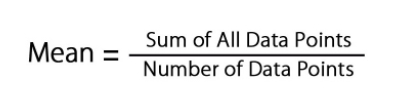 Mean = Sum of All Data Points
Number of Data Points